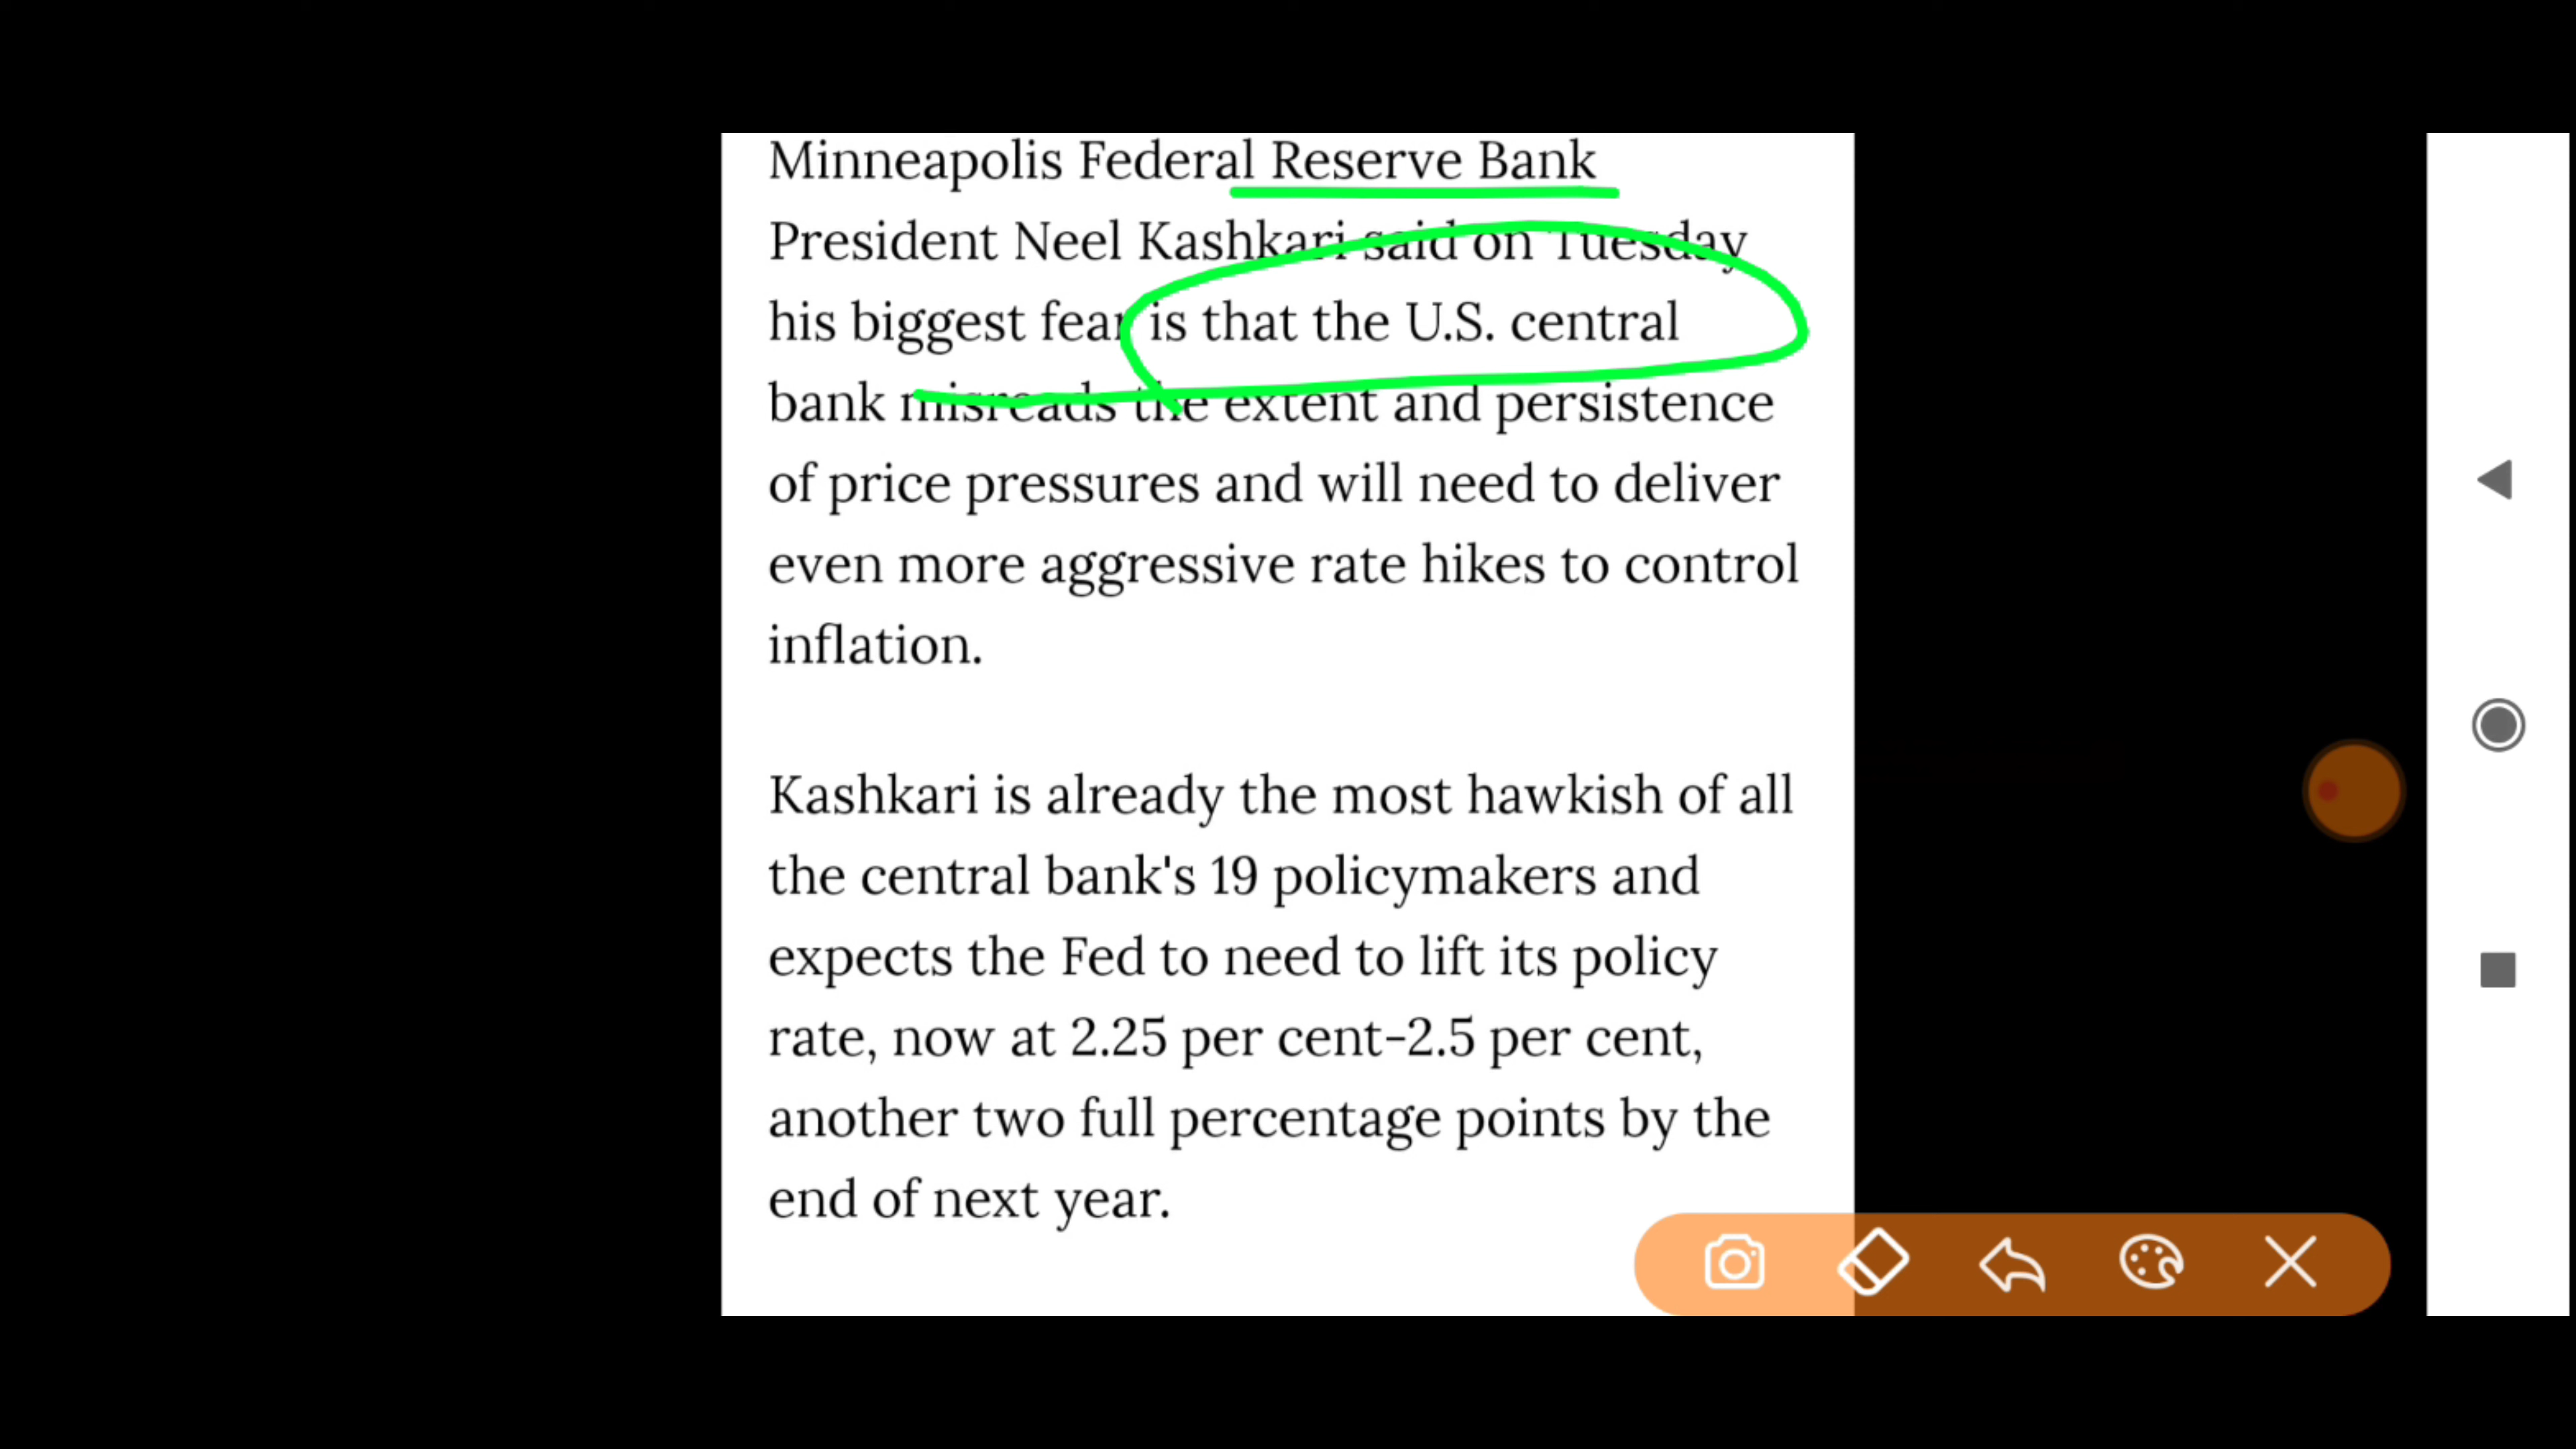 Minneapolis Federal Reserve Bank
President Neel Kashkari said on Tuesday
his biggest fear is that the U.S. central
bank misreads the extent and persistence
of price pressures and will need to deliver
even more aggressive rate hikes to control
inflation.
Kashkari is already the most hawkish of all
the central bank's 19 policymakers and
expects the Fed to need to lift its policy
rate, now at 2.25 per cent-2.5 per cent,
another two full percentage points by the
end of next year.